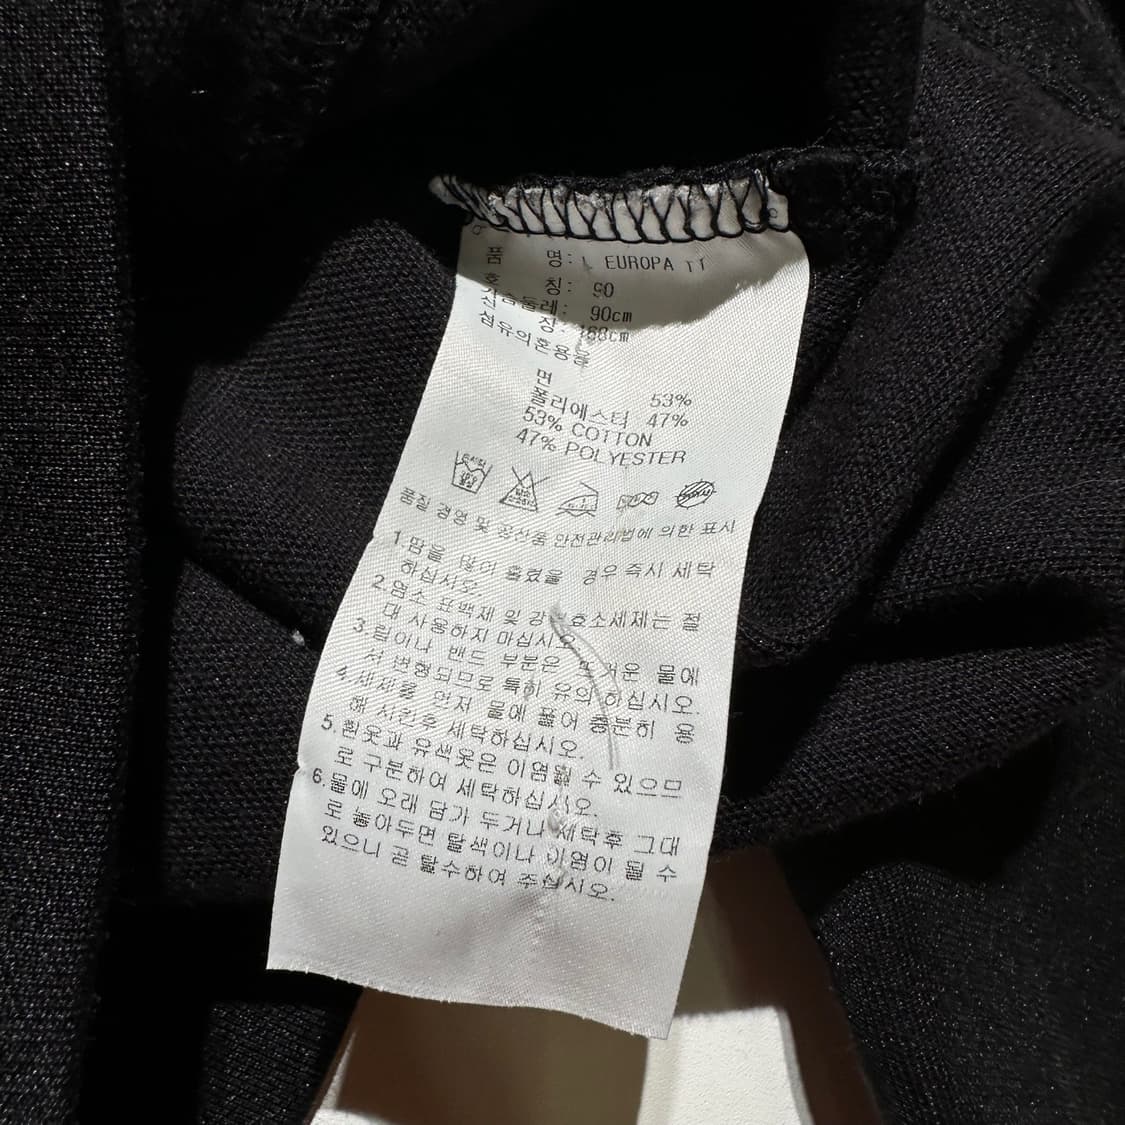 품 명: L EUROPA TT
호 칭: 90
가슴둘레: 90cm
신 장: 168cm
섬유의혼용율
면 53%
폴리에스터 47%
53% COTTON
47% POLYESTER
품질 경영 및 공산품 안전관리법에 의한 표시
1.땀을 많이 흘렸을 경우 즉시 세탁
하십시오.
2.염소 표백제 및 강한효소세제는 절
대 사용하지 마십시오.
3.립이나 밴드 부분은 뜨거운 물에
서 변형되므로 특히 유의 하십시오.
4.세제를 먼저 물에 풀어 충분히 용
해 시킨후 세탁하십시오.
5.흰옷과 유색옷은 이염될 수 있으므
로 구분하여 세탁하십시오.
6.물에 오래 담가 두거나 세탁후 그대
로 놓아두면 탈색이나 이염이 될 수
있으니 곧 탈수하여 주십시오.